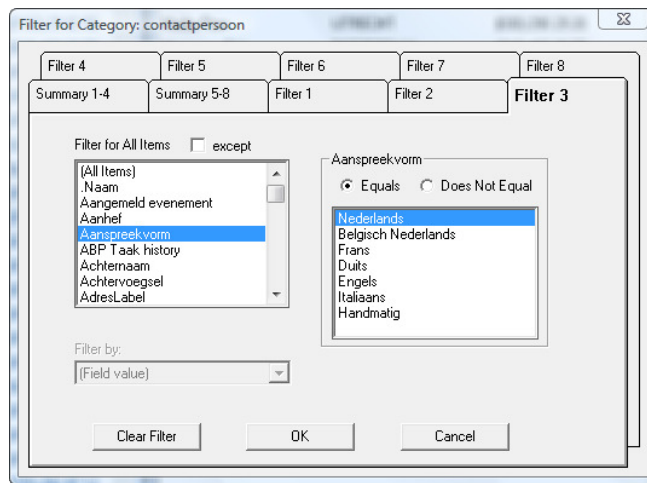 Filter for Category: contactpersoon
Filter 4 Filter 5 Filter 6 Filter 7 Filter 8
Summary 1-4 Summary 5-8 Filter 1 Filter 2 Filter 3
Filter for All Items except
(All Items)
.Naam
Aangemeld evenement
Aanhef
Aanspreekvorm
ABP Taak history
Achternaam
Achtervoegsel
AdresLabel
Aanspreekvorm
Equals Does Not Equal
Nederlands
Belgisch Nederlands
Frans
Duits
Engels
Italiaans
Handmatig
Filter by:
(Field value)
Clear Filter OK Cancel